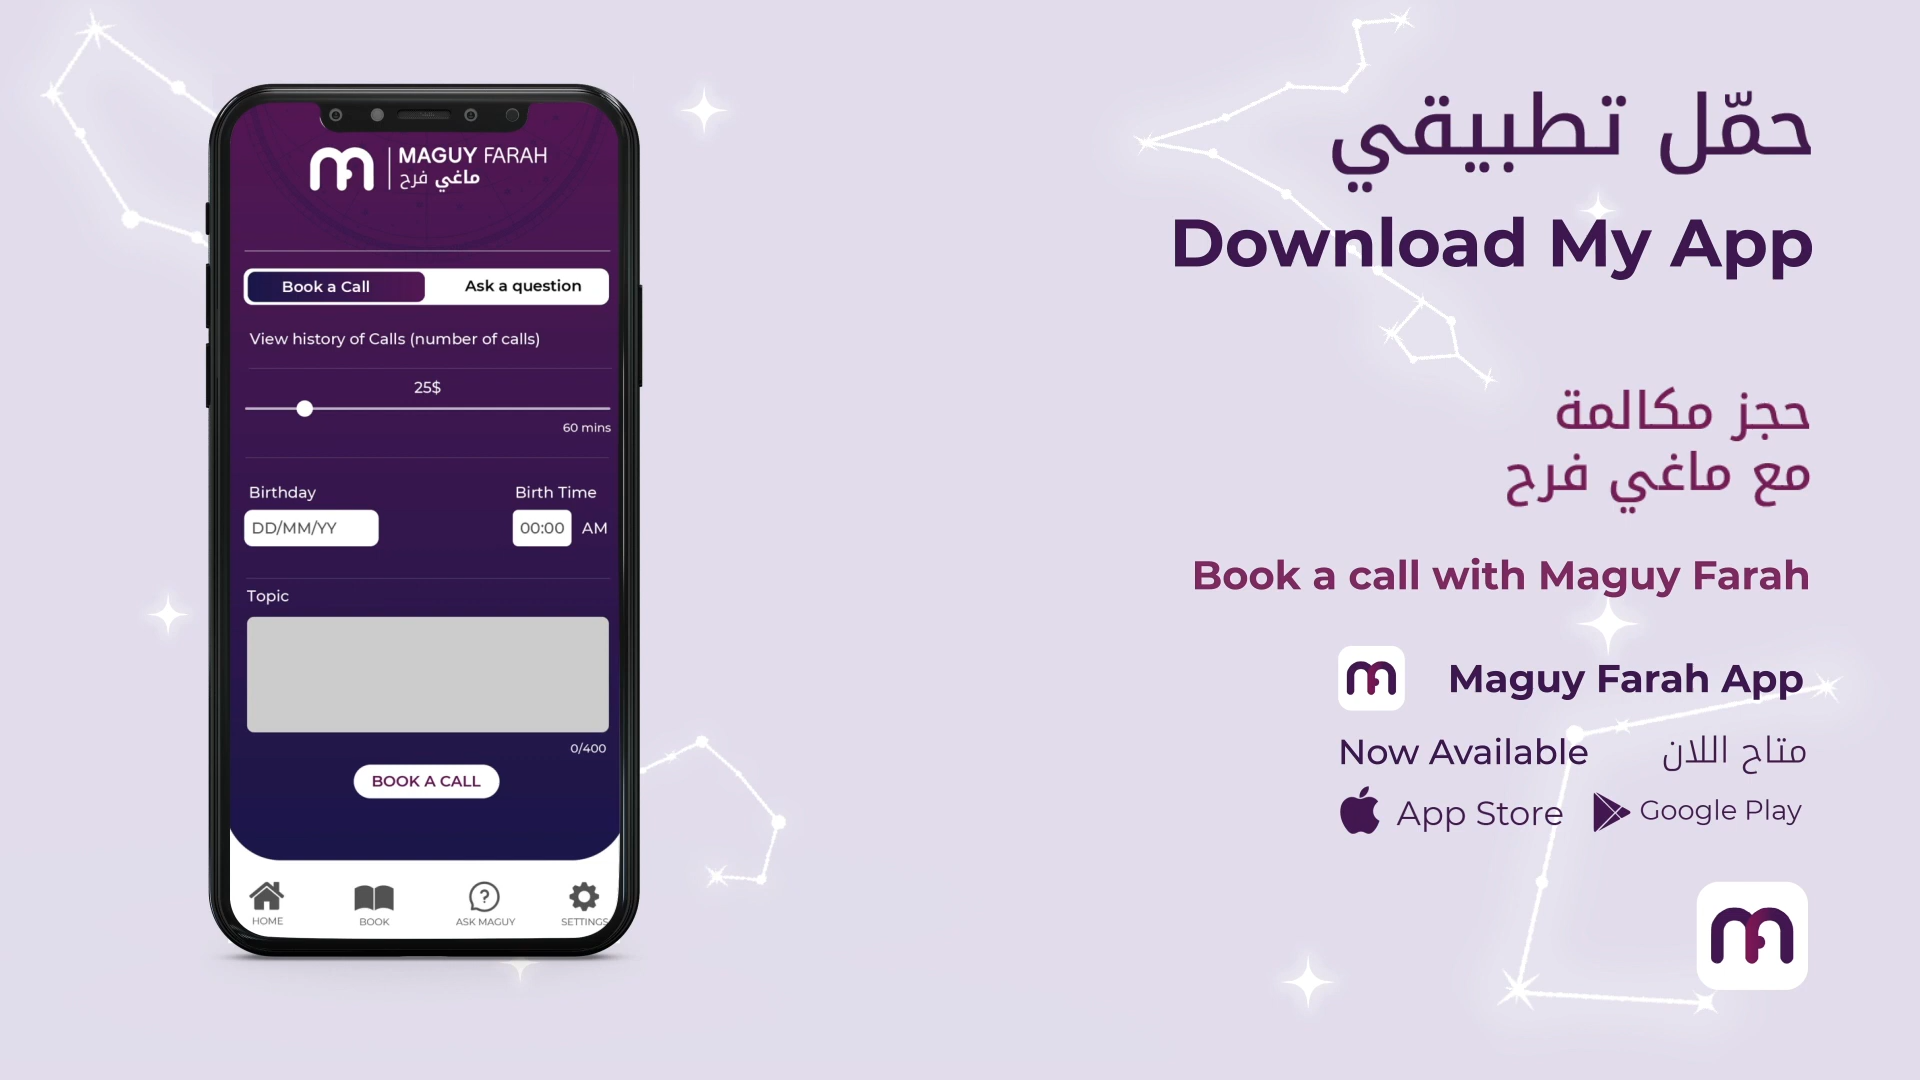 MAGUY FARAH
ماغي فرح
Book a Call
Ask a question
View history of Calls (number of calls)
25$
60 mins
Birthday
Birth Time
DD/MM/YY
00:00 AM
Topic
0/400
BOOK A CALL
HOME
BOOK
ASK MAGUY
SETTINGS
حمّل تطبيقي
Download My App
حجز مكالمة
مع ماغي فرح
Book a call with Maguy Farah
Maguy Farah App
Now Available
متاح اللان
App Store
Google Play